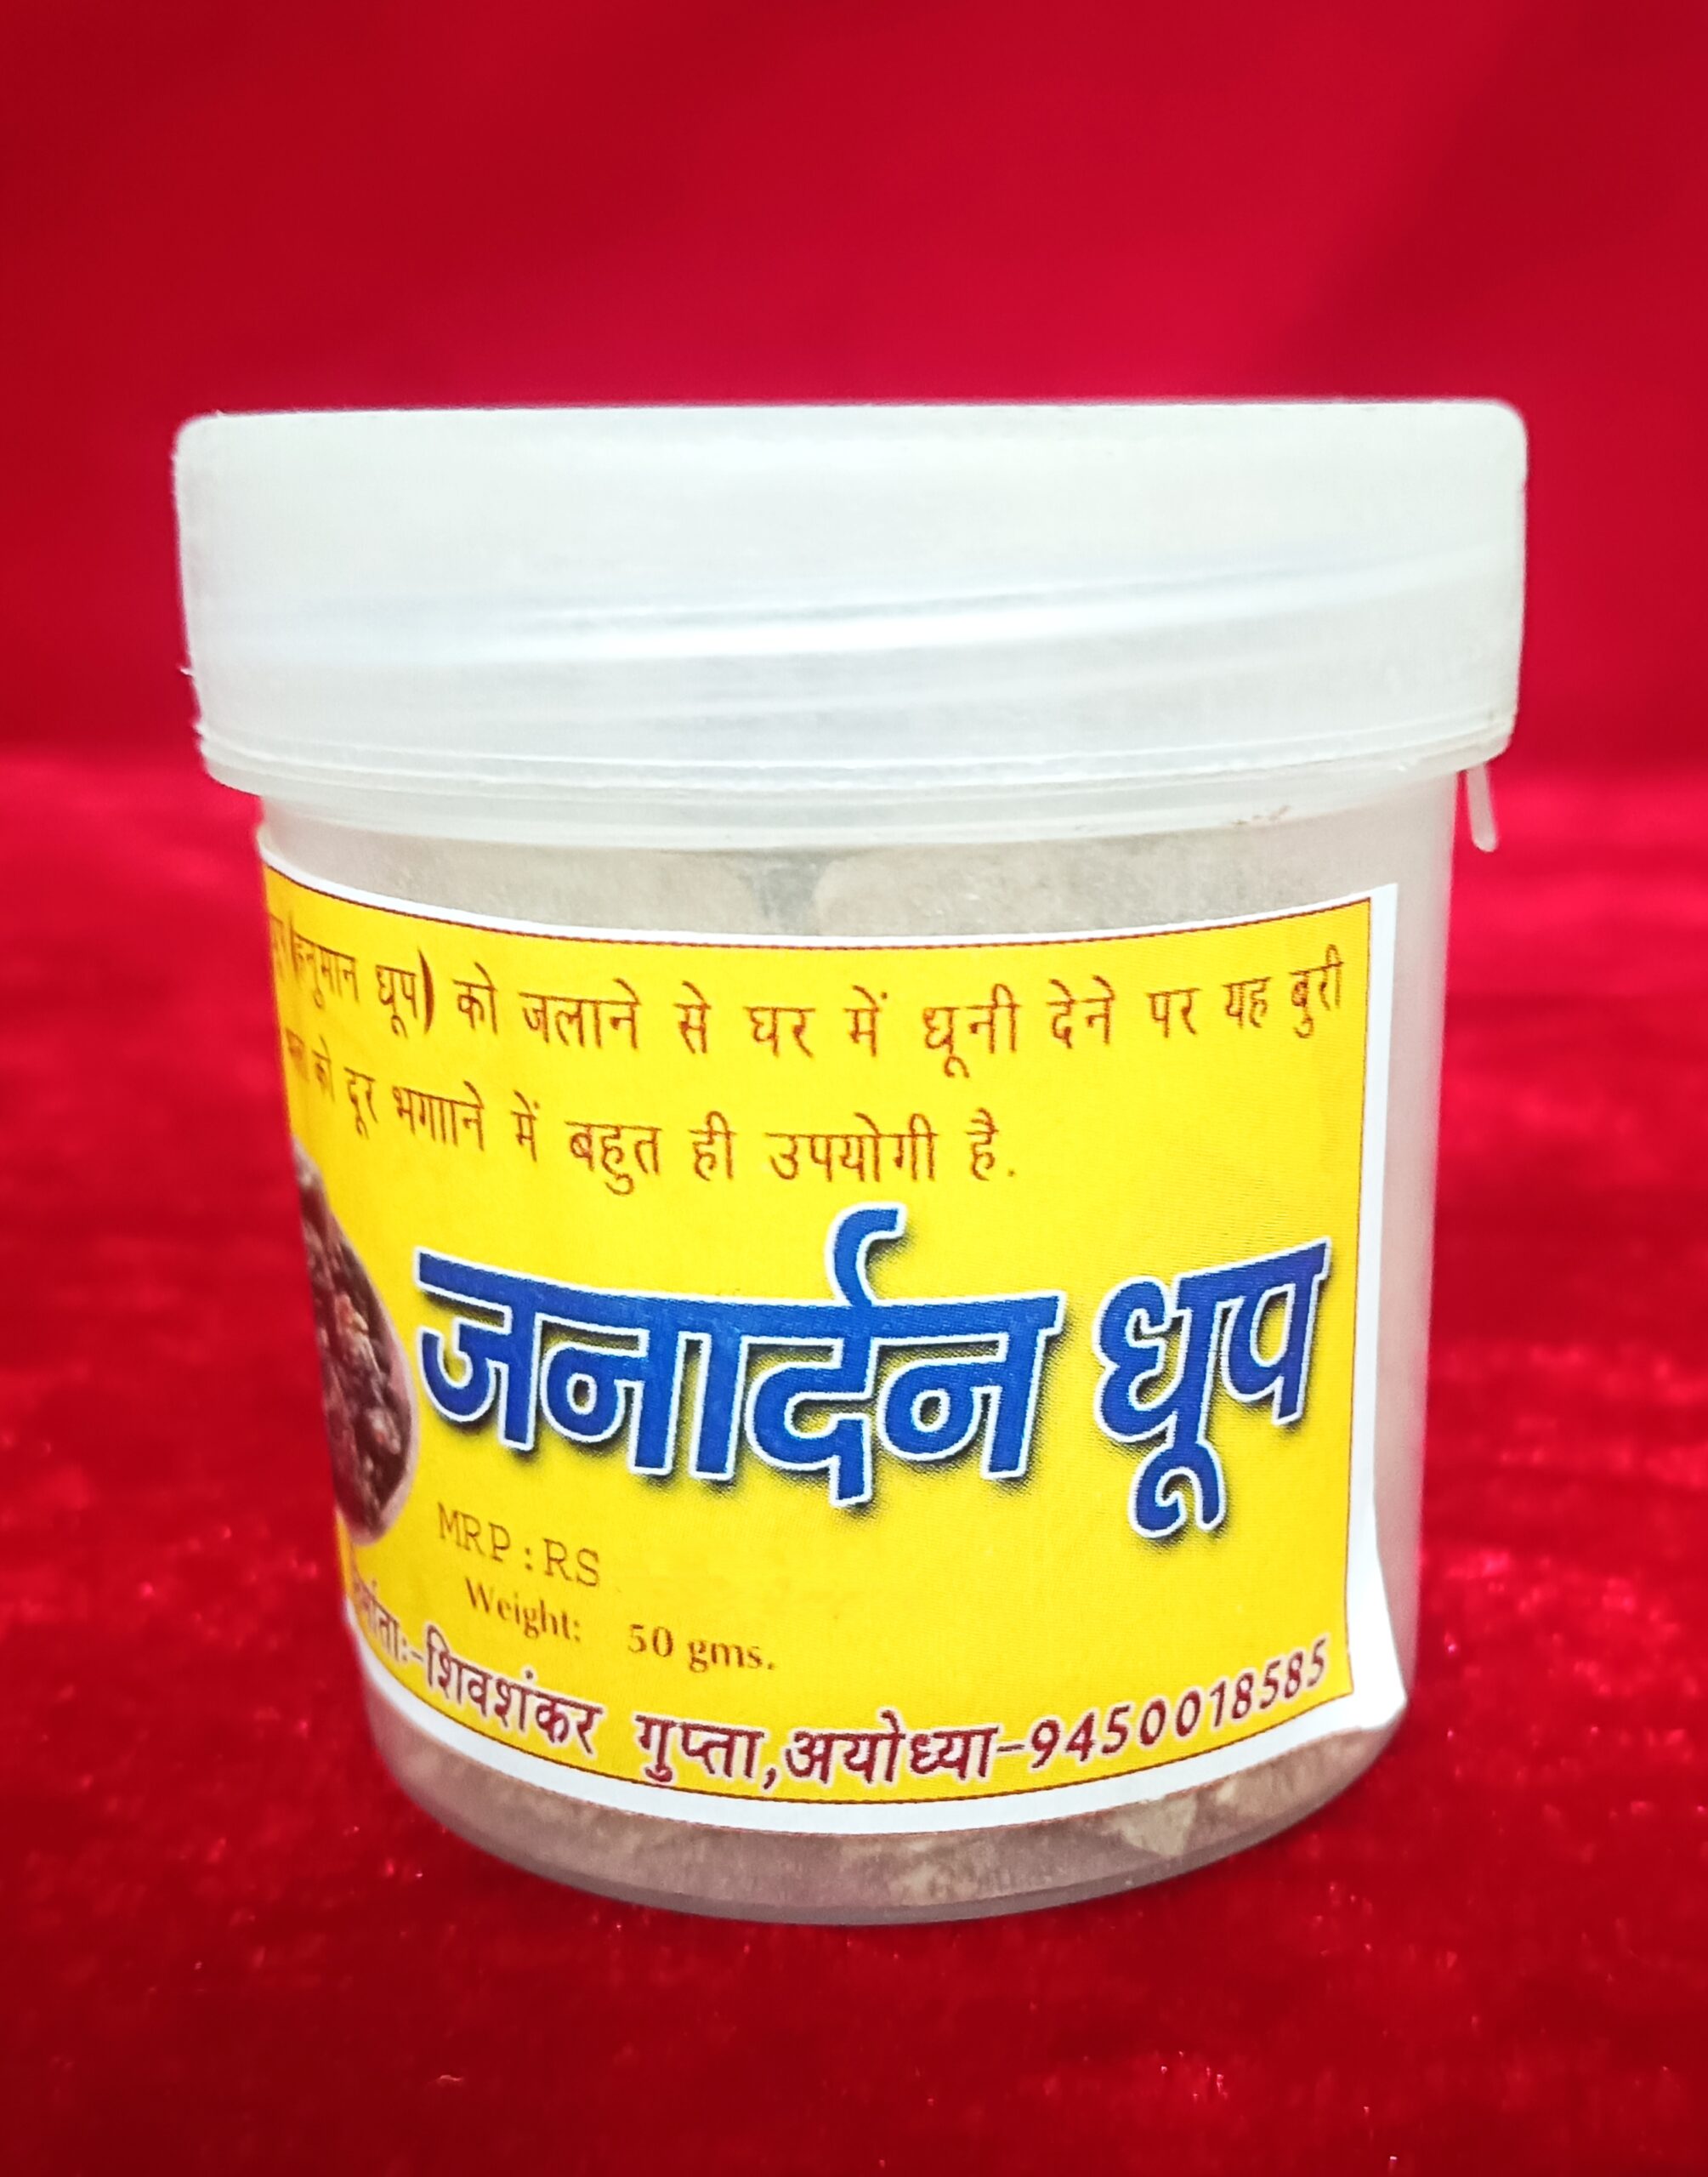 (हनुमान धूप) को जलाने से घर में धूनी देने पर यह बुरी
को दूर भगााने में बहुत ही उपयोगी है.
जनार्दन धूप
MRP:RS
Weight: 50 gms.
शिवशंकर गुप्ता,अयोध्या-9450018585